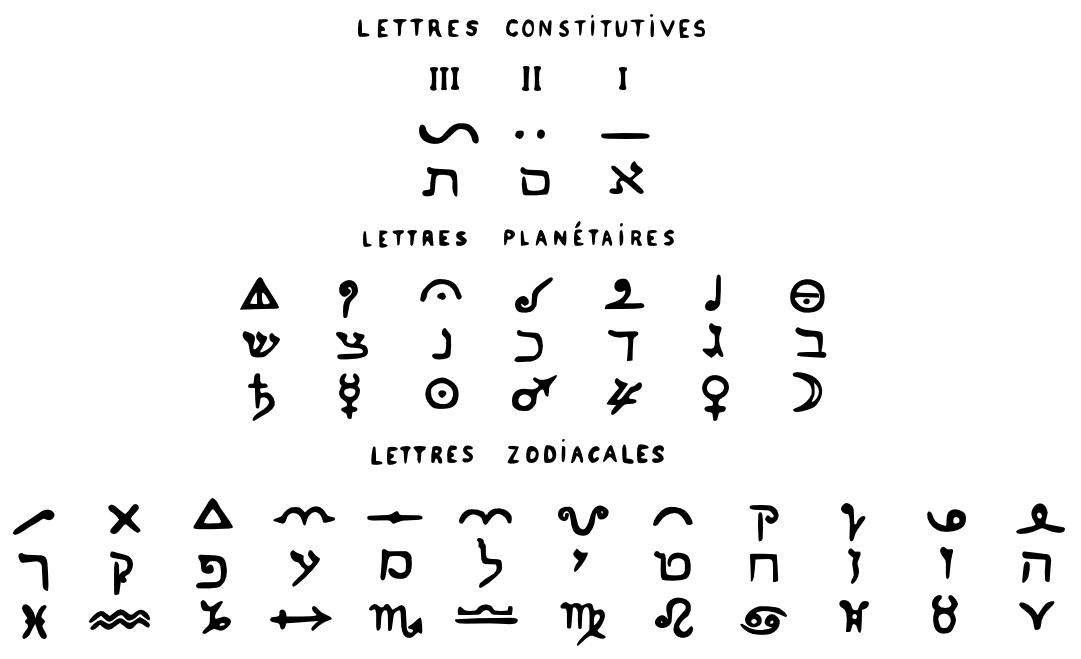 LETTRES CONSTITUTIVES
III II I
א ס ת
LETTRES PLANÉTAIRES
ב ג ד כ נ צ ש
LETTRES ZODIACALES
ה ו ז ח ט י ל מ ע פ ק ר